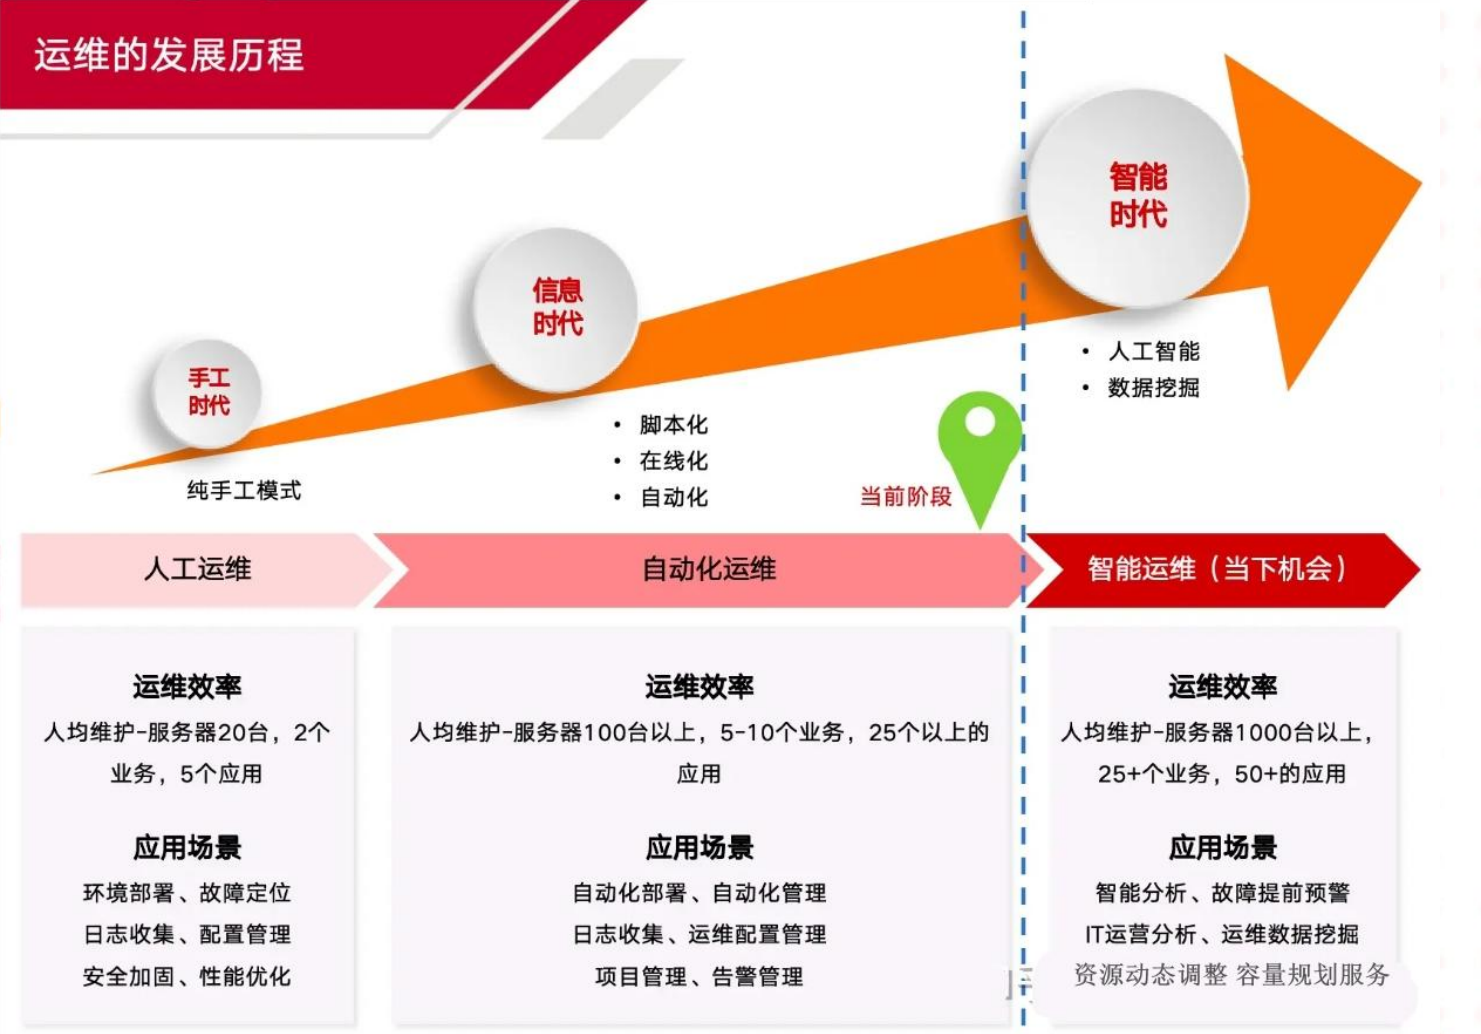 运维的发展历程
智能
时代
信息
时代
手工
时代
• 人工智能
• 数据挖掘
• 脚本化
• 在线化
• 自动化
纯手工模式
当前阶段
人工运维
自动化运维
智能运维（当下机会）
运维效率
人均维护-服务器20台，2个
业务，5个应用
应用场景
环境部署、故障定位
日志收集、配置管理
安全加固、性能优化
运维效率
人均维护-服务器100台以上，5-10个业务，25个以上的
应用
应用场景
自动化部署、自动化管理
日志收集、运维配置管理
项目管理、告警管理
运维效率
人均维护-服务器1000台以上，
25+个业务，50+的应用
应用场景
智能分析、故障提前预警
IT运营分析、运维数据挖掘
资源动态调整 容量规划服务